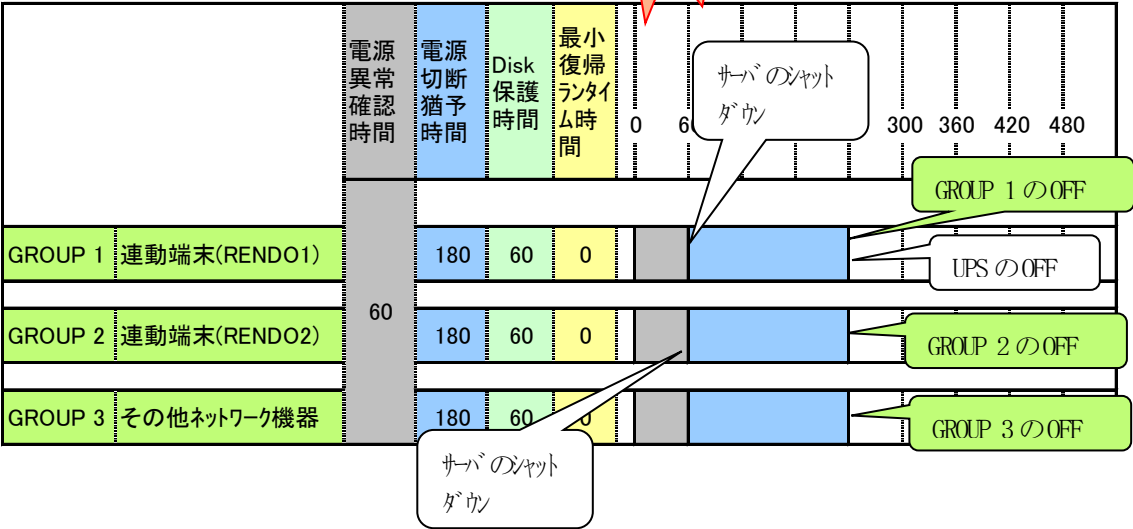 電源
異常
確認
時間
電源
切断
猶予
時間
Disk
保護
時間
最小
復帰
ランタイ
ム時
間
0
6
300 360 420 480
サーバのシャット
ダウン
GROUP 1 のOFF
GROUP 1 連動端末(RENDO1) 180 60 0
UPS のOFF
60
GROUP 2 連動端末(RENDO2) 180 60 0
GROUP 2 のOFF
GROUP 3 その他ネットワーク機器 180 60 0
GROUP 3 のOFF
サーバのシャット
ダウン